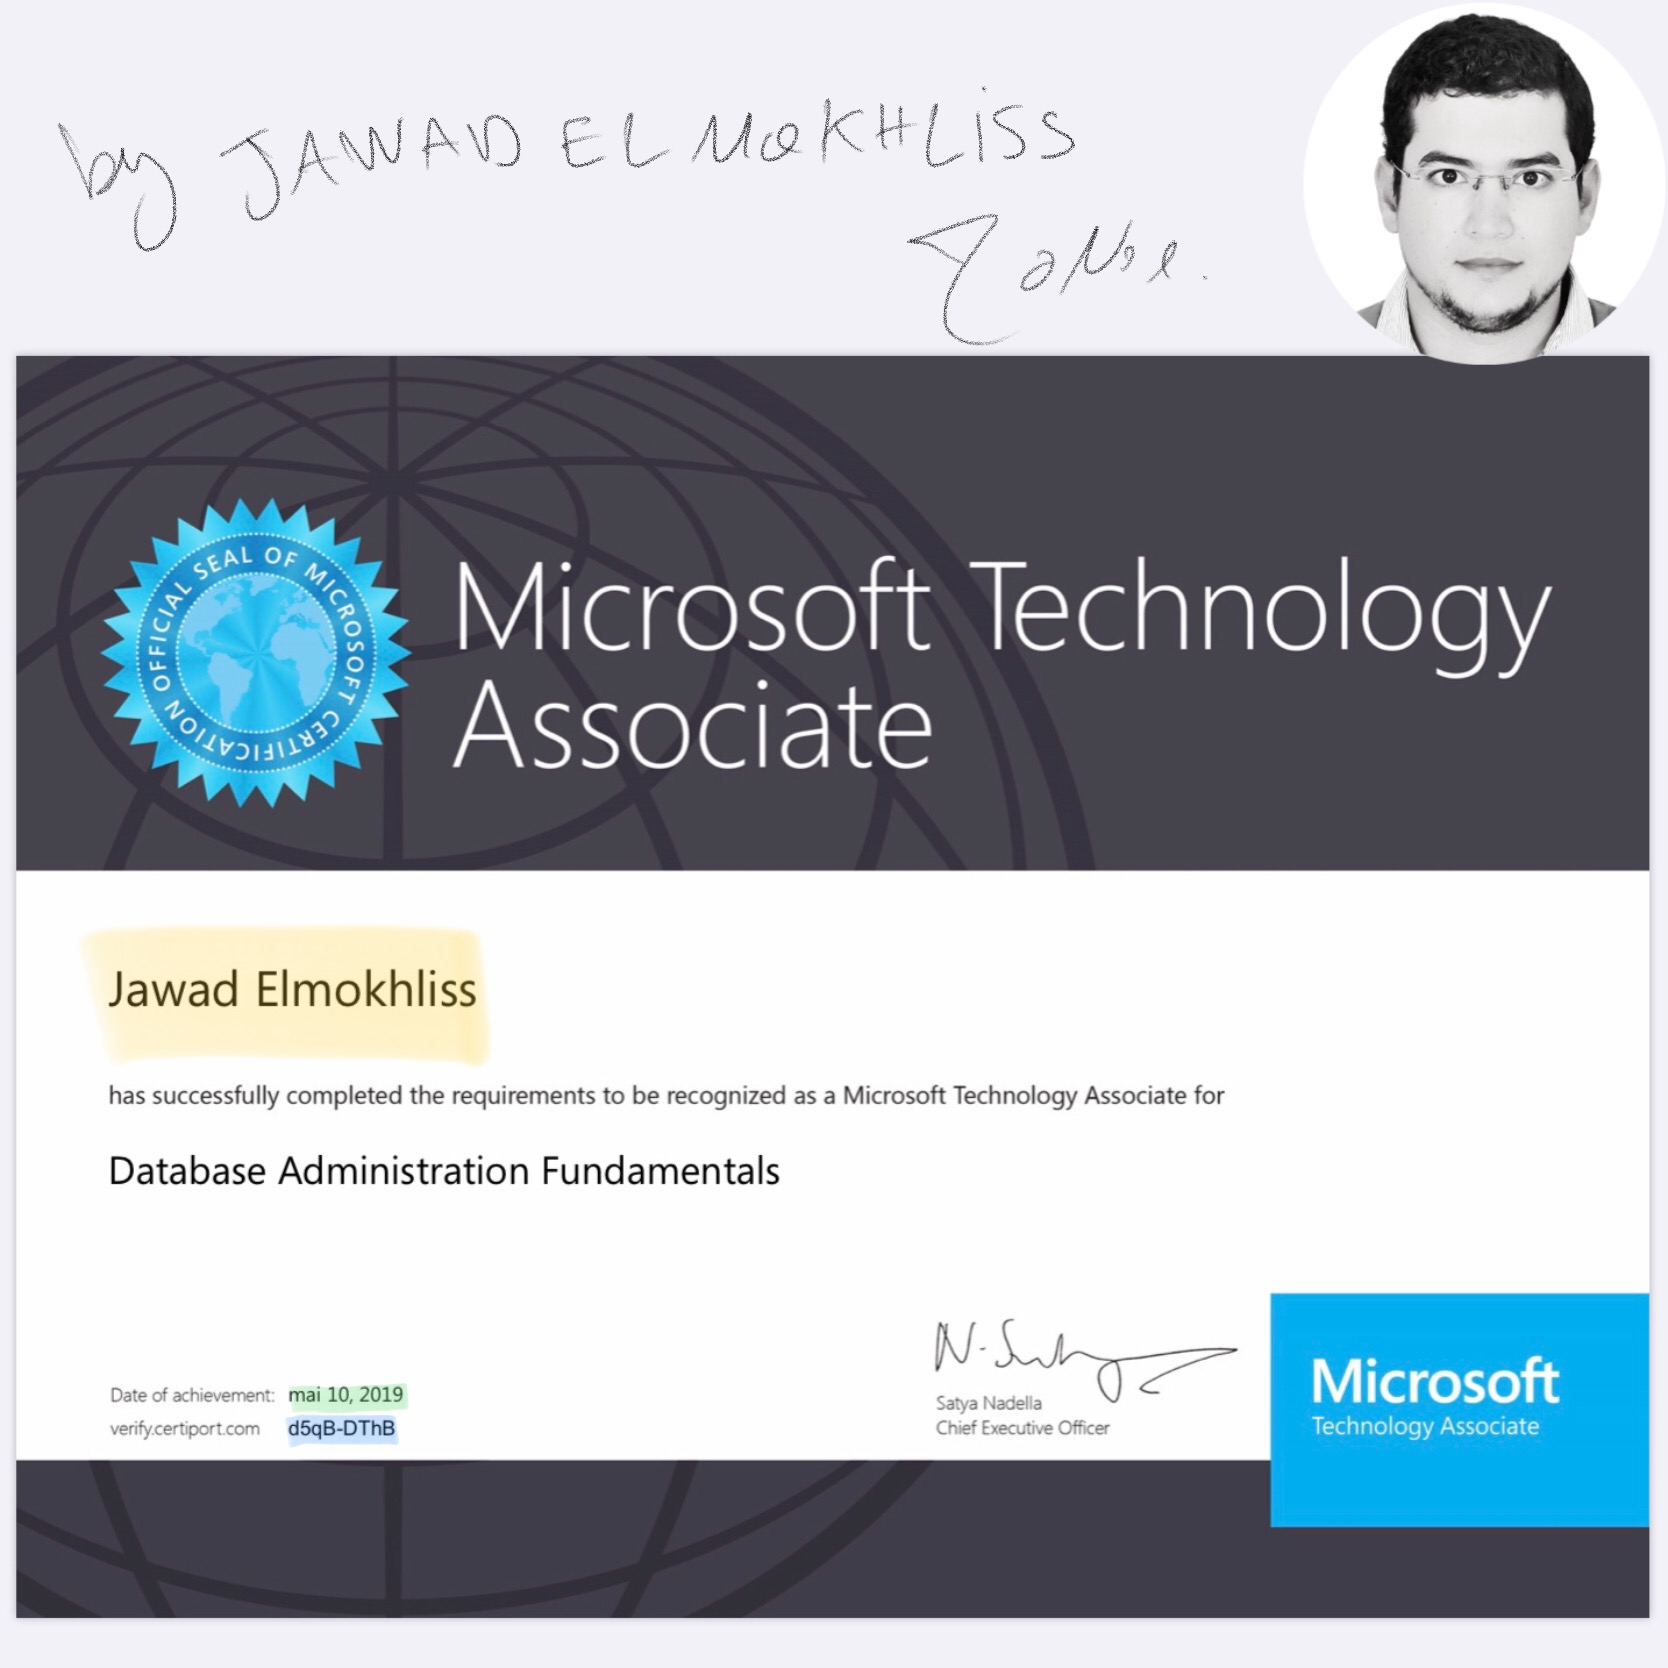 by JAWAD EL MOKHLISS
OFFICIAL SEAL OF MICROSOFT CERTIFICATION
Microsoft Technology
Associate
Jawad Elmokhliss
has successfully completed the requirements to be recognized as a Microsoft Technology Associate for
Database Administration Fundamentals
Date of achievement: mai 10, 2019
verify.certiport.com d5qB-DThB
Satya Nadella
Chief Executive Officer
Microsoft
Technology Associate